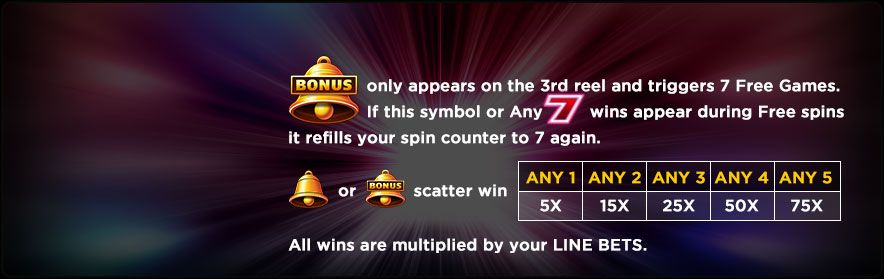 BONUS only appears on the 3rd reel and triggers 7 Free Games.
If this symbol or Any 7 wins appear during Free spins
it refills your spin counter to 7 again.
or BONUS scatter win
ANY 1 ANY 2 ANY 3 ANY 4 ANY 5
5X 15X 25X 50X 75X
All wins are multiplied by your LINE BETS.